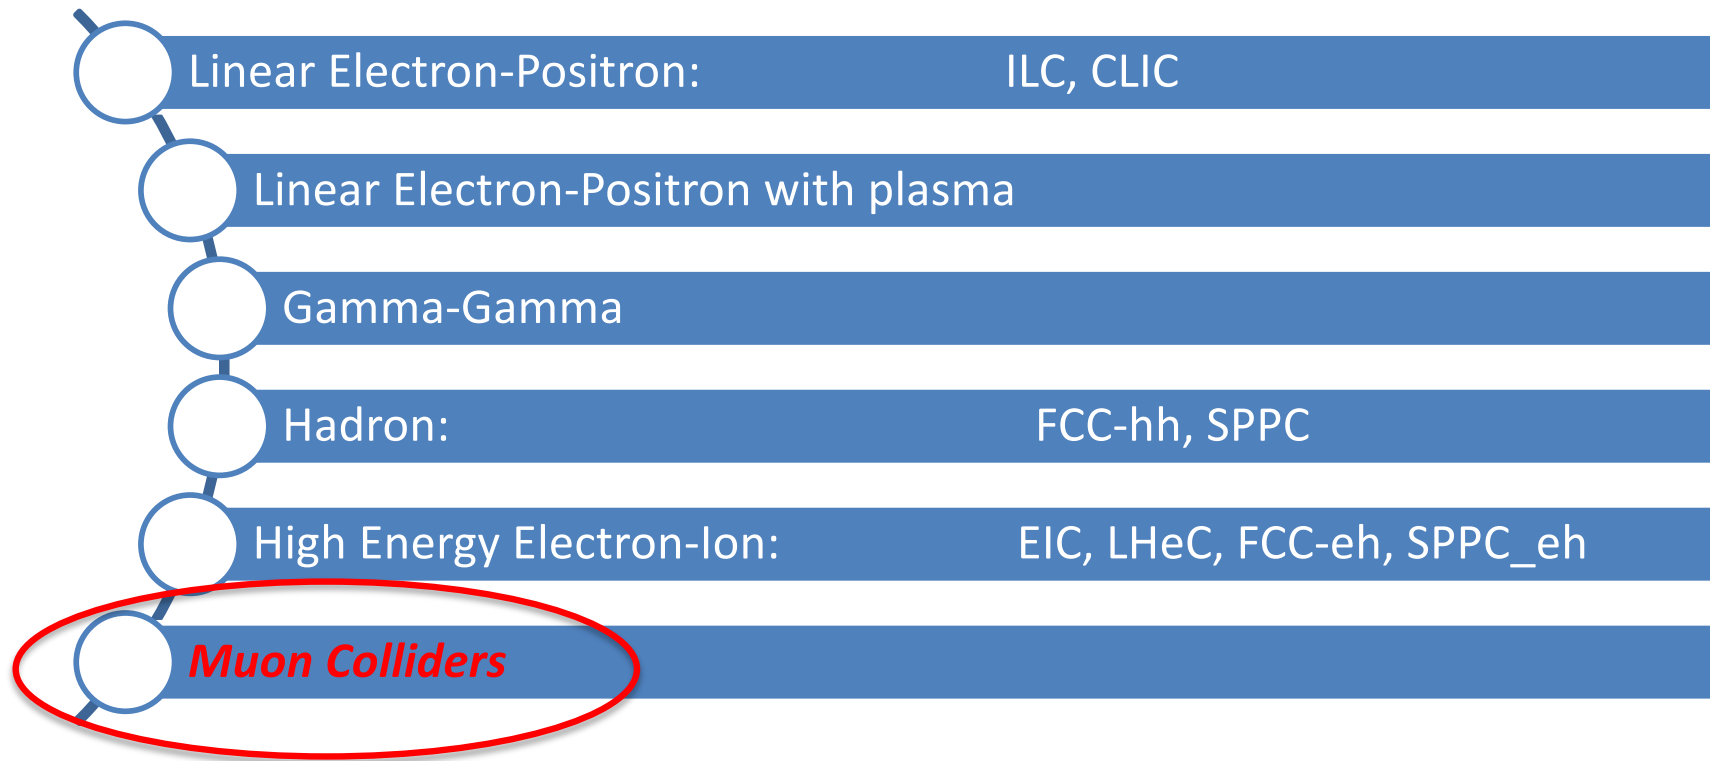 Linear Electron-Positron: ILC, CLIC
Linear Electron-Positron with plasma
Gamma-Gamma
Hadron: FCC-hh, SPPC
High Energy Electron-Ion: EIC, LHeC, FCC-eh, SPPC_eh
Muon Colliders